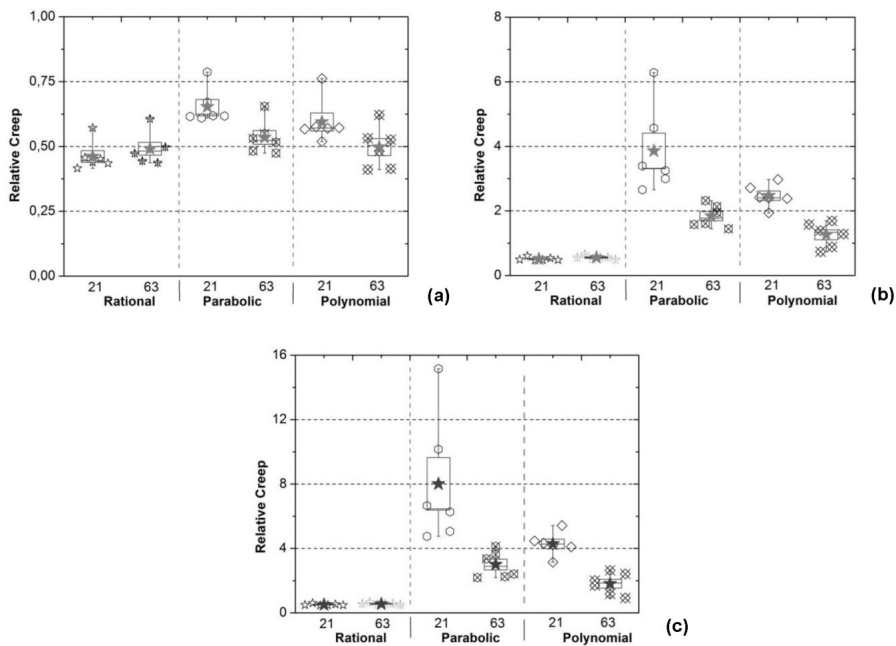 1,00
0,75
0,50
0,25
0,00
Relative Creep
21 63 21 63 21 63
Rational Parabolic Polynomial
(a)
8
6
4
2
0
Relative Creep
21 63 21 63 21 63
Rational Parabolic Polynomial
(b)
16
12
8
4
0
Relative Creep
21 63 21 63 21 63
Rational Parabolic Polynomial
(c)